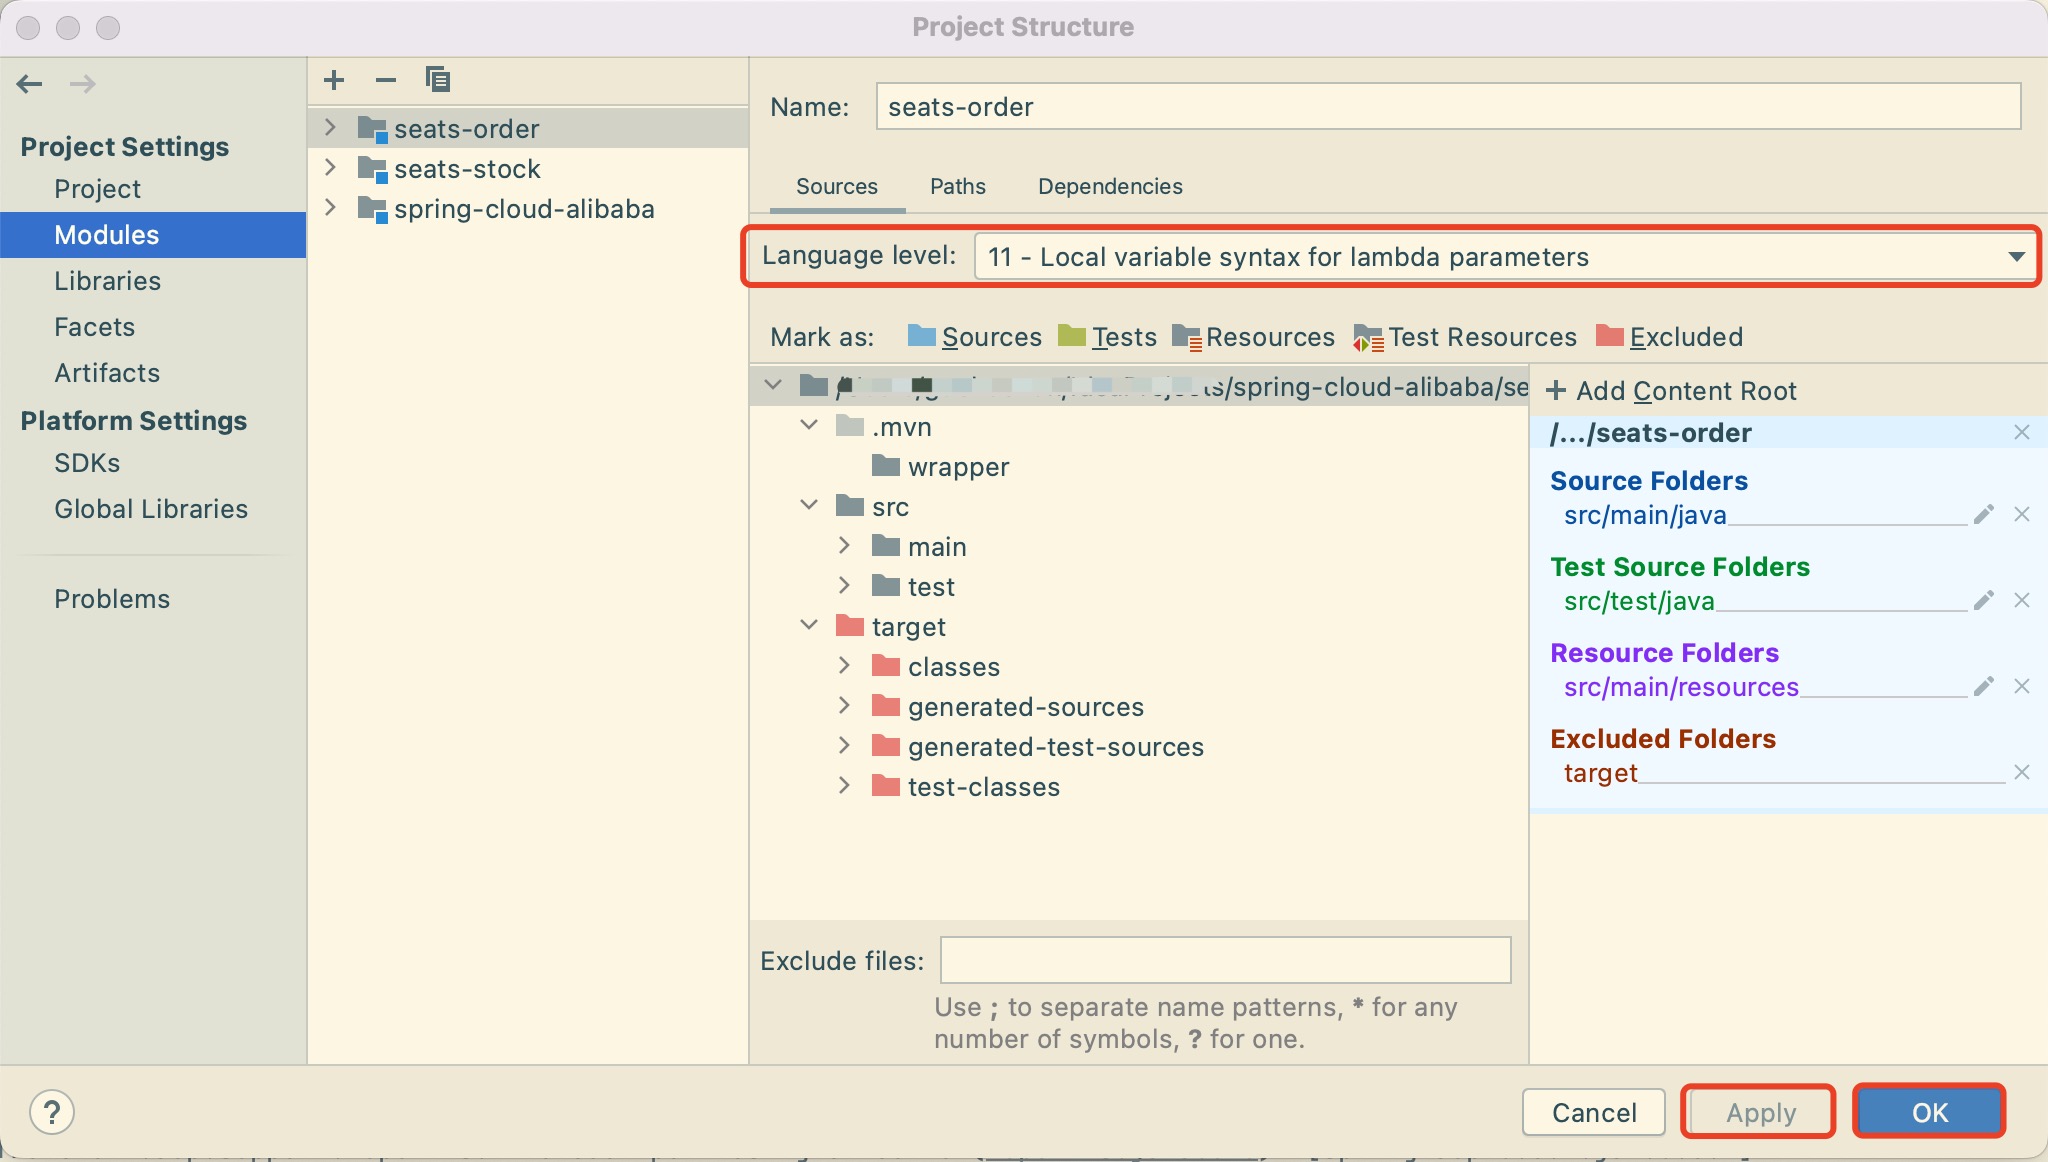 Project Structure
Project Settings
Project
Modules
Libraries
Facets
Artifacts
Platform Settings
SDKs
Global Libraries
Problems
seats-order
seats-stock
spring-cloud-alibaba
Name: seats-order
Sources Paths Dependencies
Language level: 11 - Local variable syntax for lambda parameters
Mark as: Sources Tests Resources Test Resources Excluded
/spring-cloud-alibaba/se
.mvn
wrapper
src
main
test
target
classes
generated-sources
generated-test-sources
test-classes
Exclude files:
Use ; to separate name patterns, * for any
number of symbols, ? for one.
+ Add Content Root
/.../seats-order
Source Folders
src/main/java
Test Source Folders
src/test/java
Resource Folders
src/main/resources
Excluded Folders
target
?
Cancel Apply OK